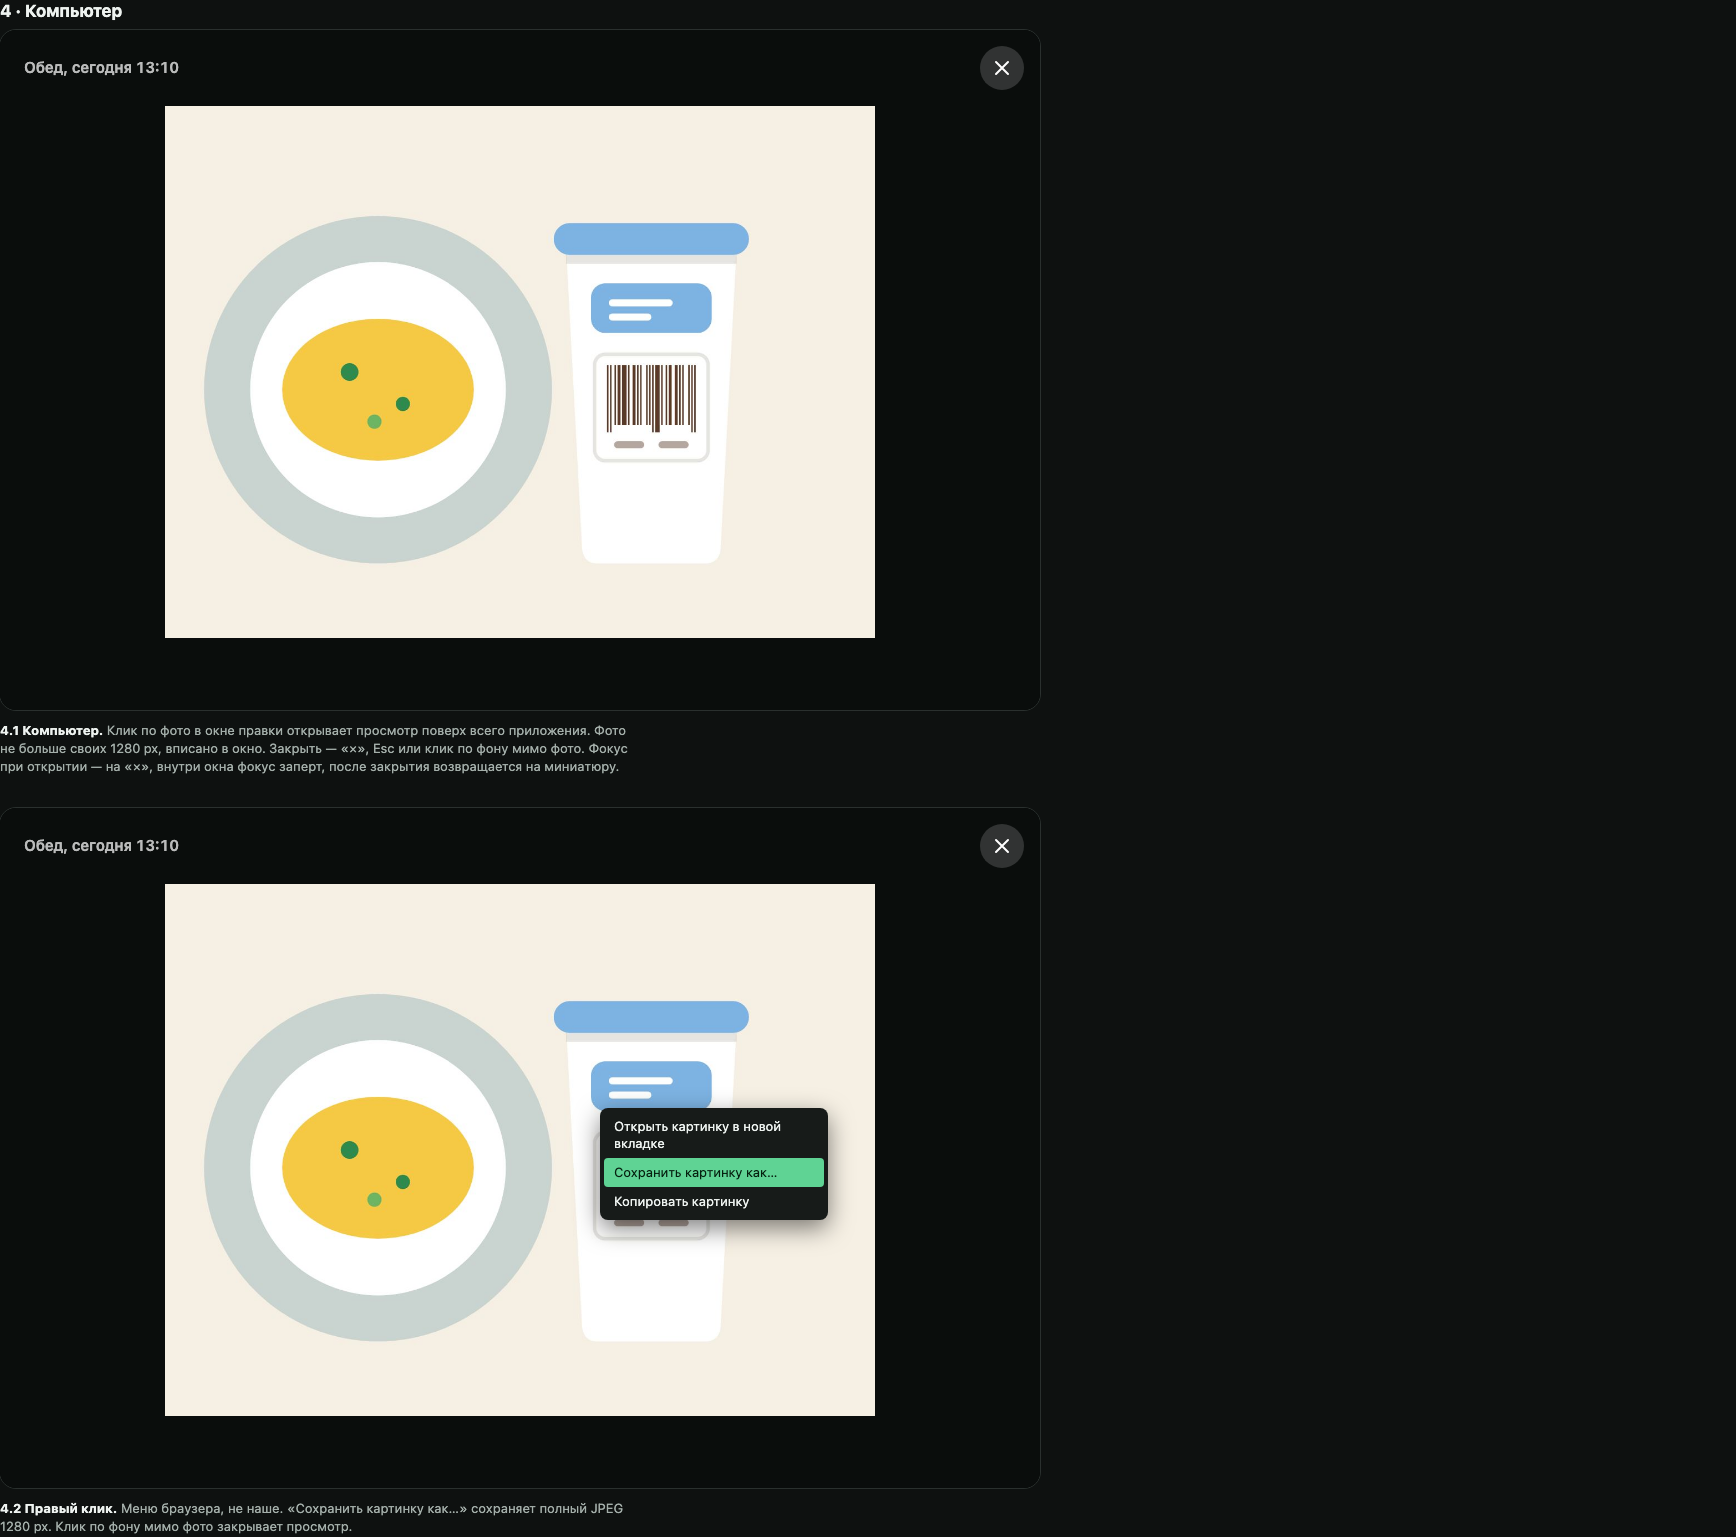 4 · Компьютер
Обед, сегодня 13:10
4.1 Компьютер. Клик по фото в окне правки открывает просмотр поверх всего приложения. Фото
не больше своих 1280 px, вписано в окно. Закрыть — «×», Esc или клик по фону мимо фото. Фокус
при открытии — на «×», внутри окна фокус заперт, после закрытия возвращается на миниатюру.
Обед, сегодня 13:10
Открыть картинку в новой
вкладке
Сохранить картинку как…
Копировать картинку
4.2 Правый клик. Меню браузера, не наше. «Сохранить картинку как…» сохраняет полный JPEG
1280 px. Клик по фону мимо фото закрывает просмотр.